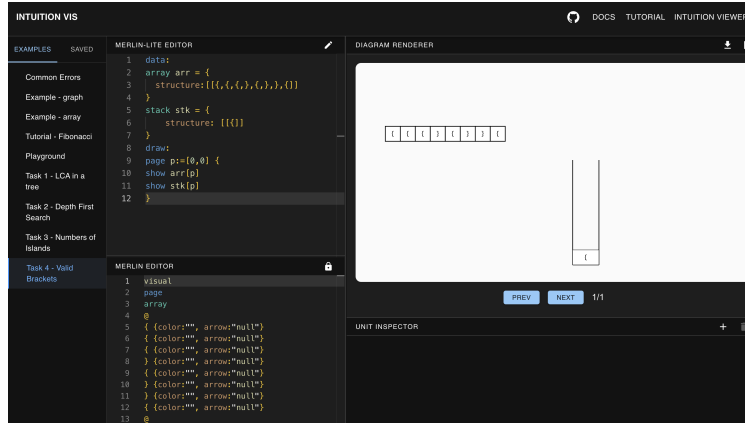 INTUITION VIS
DOCS TUTORIAL INTUITION VIEWER
EXAMPLES SAVED
Common Errors
Example - graph
Example - array
Tutorial - Fibonacci
Playground
Task 1 - LCA in a
tree
Task 2 - Depth First
Search
Task 3 - Numbers of
Islands
Task 4 - Valid
Brackets
MERLIN-LITE EDITOR
1 data:
2 array arr = {
3 structure:[[{,{,{,},{,},},{]]
4 }
5 stack stk = {
6 structure: [[{]]
7 }
8 draw:
9 page p:=[0,0] {
10 show arr[p]
11 show stk[p]
12 }
MERLIN EDITOR
1 visual
2 page
3 array
4 @
5 { (color:"", arrow:"null"}
6 { (color:"", arrow:"null"}
7 { (color:"", arrow:"null"}
8 } (color:"", arrow:"null"}
9 { (color:"", arrow:"null"}
10 } (color:"", arrow:"null"}
11 } (color:"", arrow:"null"}
12 { (color:"", arrow:"null"}
13 @
DIAGRAM RENDERER
{ { { } { } } {
{
PREV NEXT 1/1
UNIT INSPECTOR